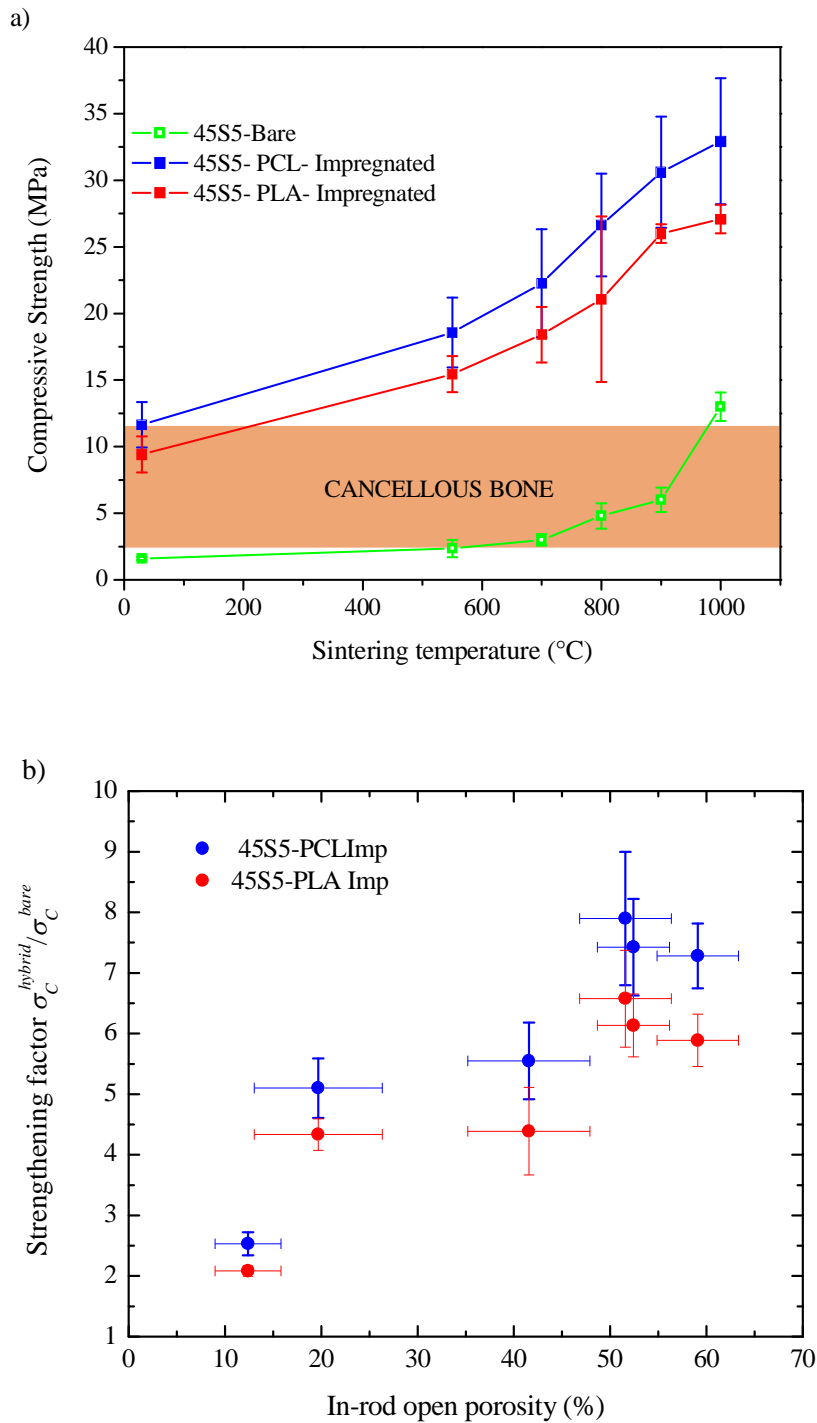 a)
40
35
30
25
20
15
10
5
0
Compressive Strength (MPa)
45S5-Bare
45S5- PCL- Impregnated
45S5- PLA- Impregnated
CANCELLOUS BONE
0 200 400 600 800 1000
Sintering temperature (°C)
b)
10
9
8
7
6
5
4
3
2
1
Strengthening factor σ_C^hybrid/σ_C^bare
45S5-PCLImp
45S5-PLA Imp
0 10 20 30 40 50 60 70
In-rod open porosity (%)